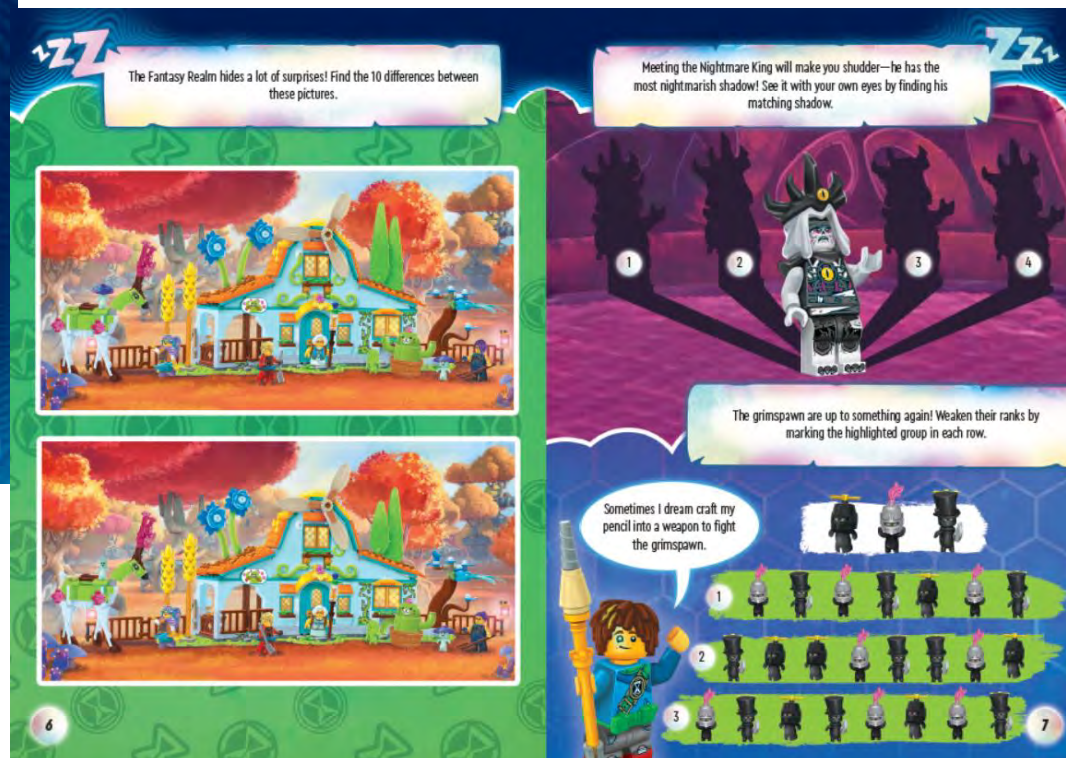 ZZZ
The Fantasy Realm hides a lot of surprises! Find the 10 differences between
these pictures.
6
ZZZ
Meeting the Nightmare King will make you shudder—he has the
most nightmarish shadow! See it with your own eyes by finding his
matching shadow.
1
2
3
4
The grimspawn are up to something again! Weaken their ranks by
marking the highlighted group in each row.
Sometimes I dream craft my
pencil into a weapon to fight
the grimspawn.
1
2
3
7